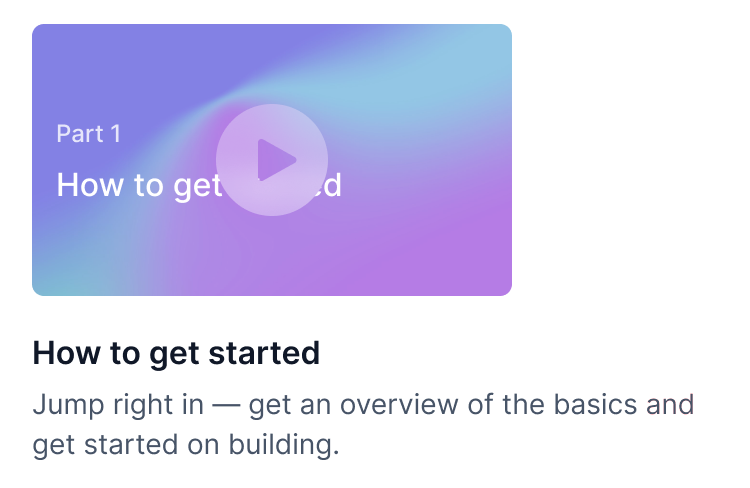 Part 1
How to get started
How to get started
Jump right in — get an overview of the basics and
get started on building.